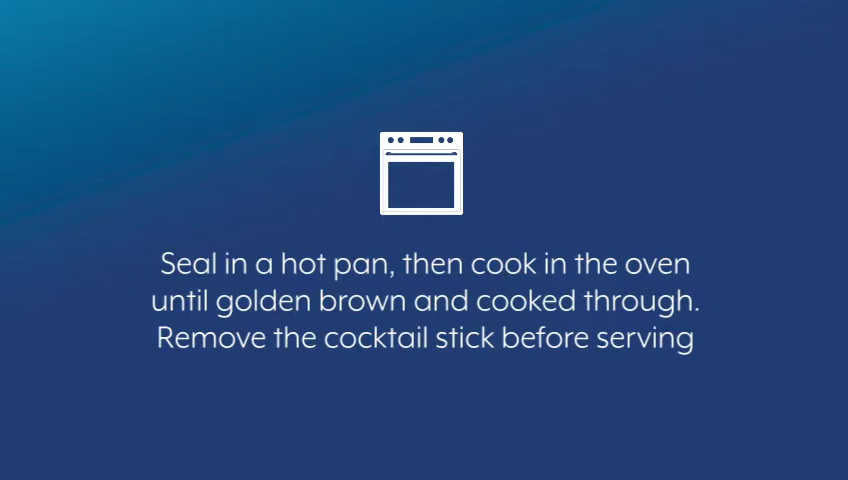 Seal in a hot pan, then cook in the oven
until golden brown and cooked through.
Remove the cocktail stick before serving